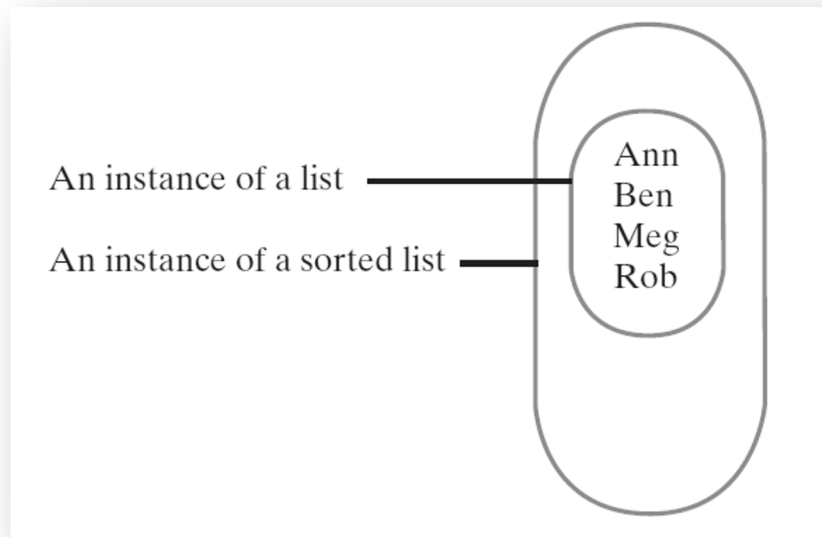 An instance of a list
An instance of a sorted list
Ann
Ben
Meg
Rob